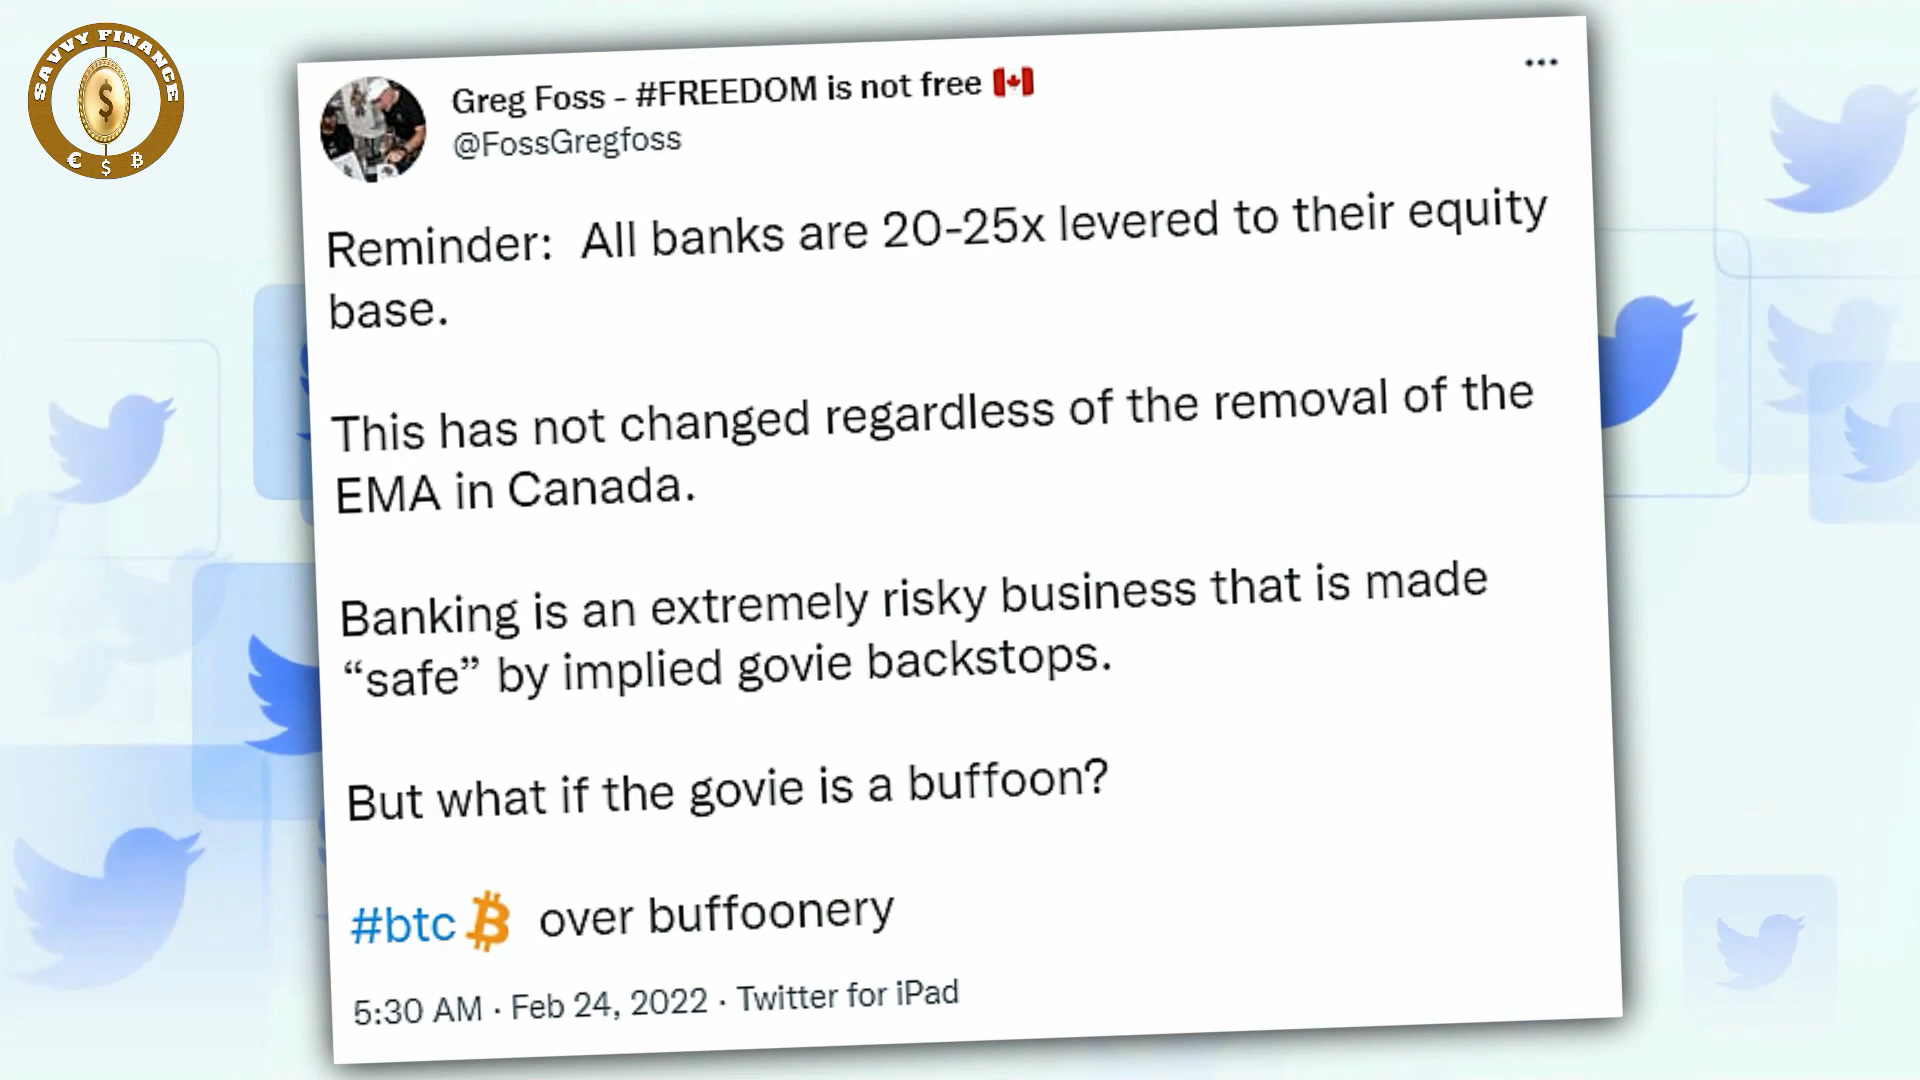 SAVVY FINANCE
$
€ $ ₿
Greg Foss - #FREEDOM is not free 🇨🇦
@FossGregfoss
Reminder:  All banks are 20-25x levered to their equity
base.
This has not changed regardless of the removal of the
EMA in Canada.
Banking is an extremely risky business that is made
“safe” by implied govie backstops.
But what if the govie is a buffoon?
#btc₿ over buffoonery
5:30 AM · Feb 24, 2022 · Twitter for iPad